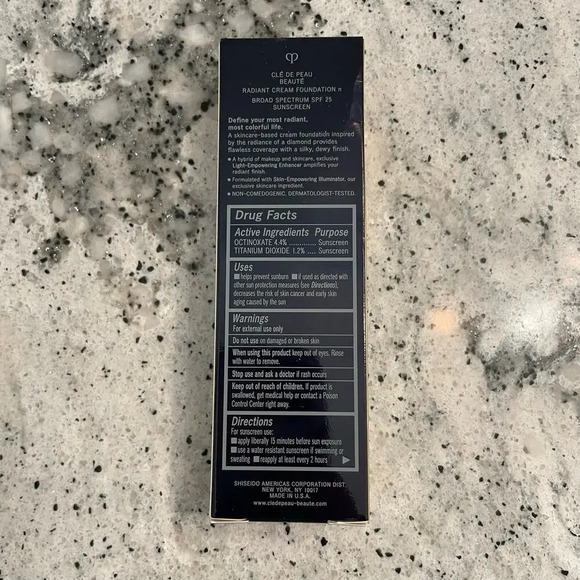 CLÉ DE PEAU
BEAUTÉ
RADIANT CREAM FOUNDATION n
BROAD SPECTRUM SPF 25
SUNSCREEN
Define your most radiant,
most colorful life.
A skincare-based cream foundation inspired
by the radiance of a diamond provides
flawless coverage with a silky, dewy finish.
• A hybrid of makeup and skincare, exclusive
Light-Empowering Enhancer amplifies your
radiant finish.
• Formulated with Skin-Empowering Illuminator, our
exclusive skincare ingredient.
• NON-COMEDOGENIC. DERMATOLOGIST-TESTED.
Drug Facts
Active Ingredients Purpose
OCTINOXATE 4.4% ............ Sunscreen
TITANIUM DIOXIDE 1.2% .... Sunscreen
Uses
■ helps prevent sunburn ■ if used as directed with
other sun protection measures (see Directions),
decreases the risk of skin cancer and early skin
aging caused by the sun
Warnings
For external use only
Do not use on damaged or broken skin
When using this product keep out of eyes. Rinse
with water to remove.
Stop use and ask a doctor if rash occurs
Keep out of reach of children. If product is
swallowed, get medical help or contact a Poison
Control Center right away.
Directions
For sunscreen use:
■ apply liberally 15 minutes before sun exposure
■ use a water resistant sunscreen if swimming or
sweating ■ reapply at least every 2 hours ▶
SHISEIDO AMERICAS CORPORATION DIST.
NEW YORK, NY 10017
MADE IN U.S.A.
www.cledepeau-beaute.com